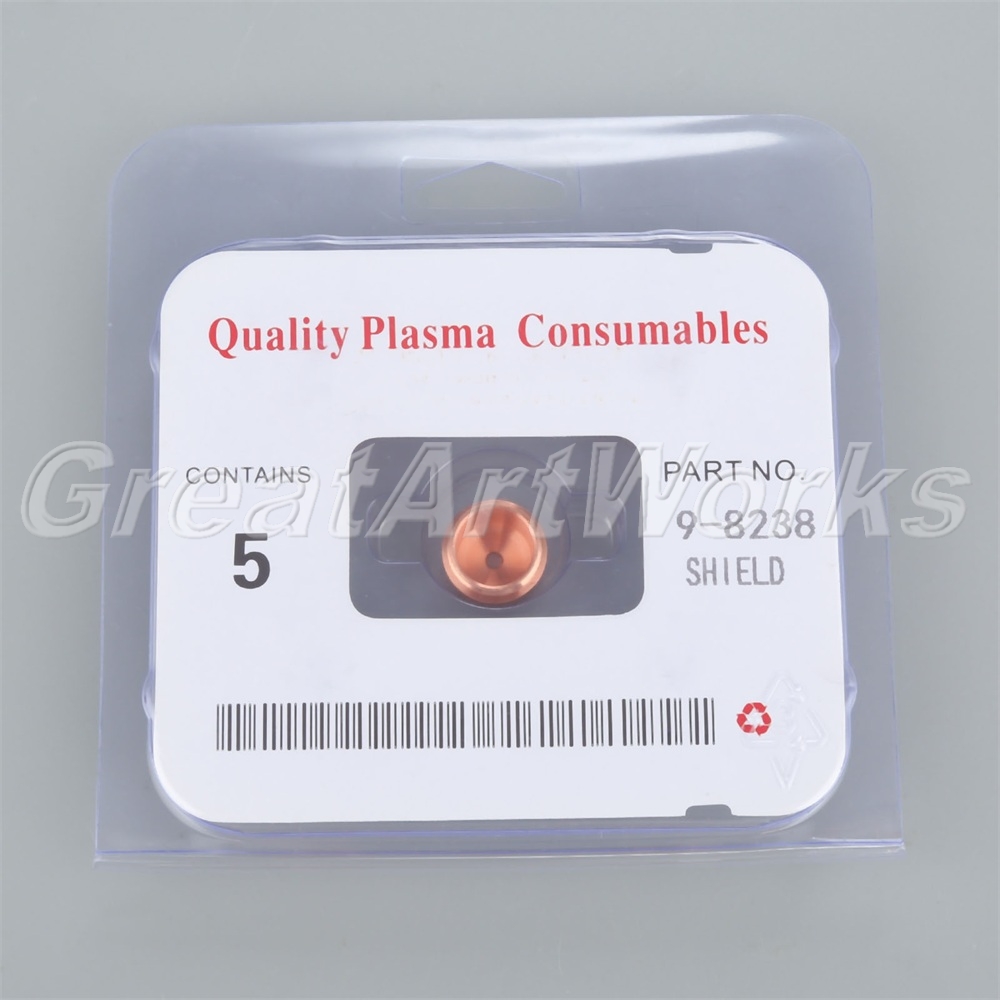 Quality Plasma Consumables
GreatArtWorks
CONTAINS
5
PART NO.
9-8238
SHIELD